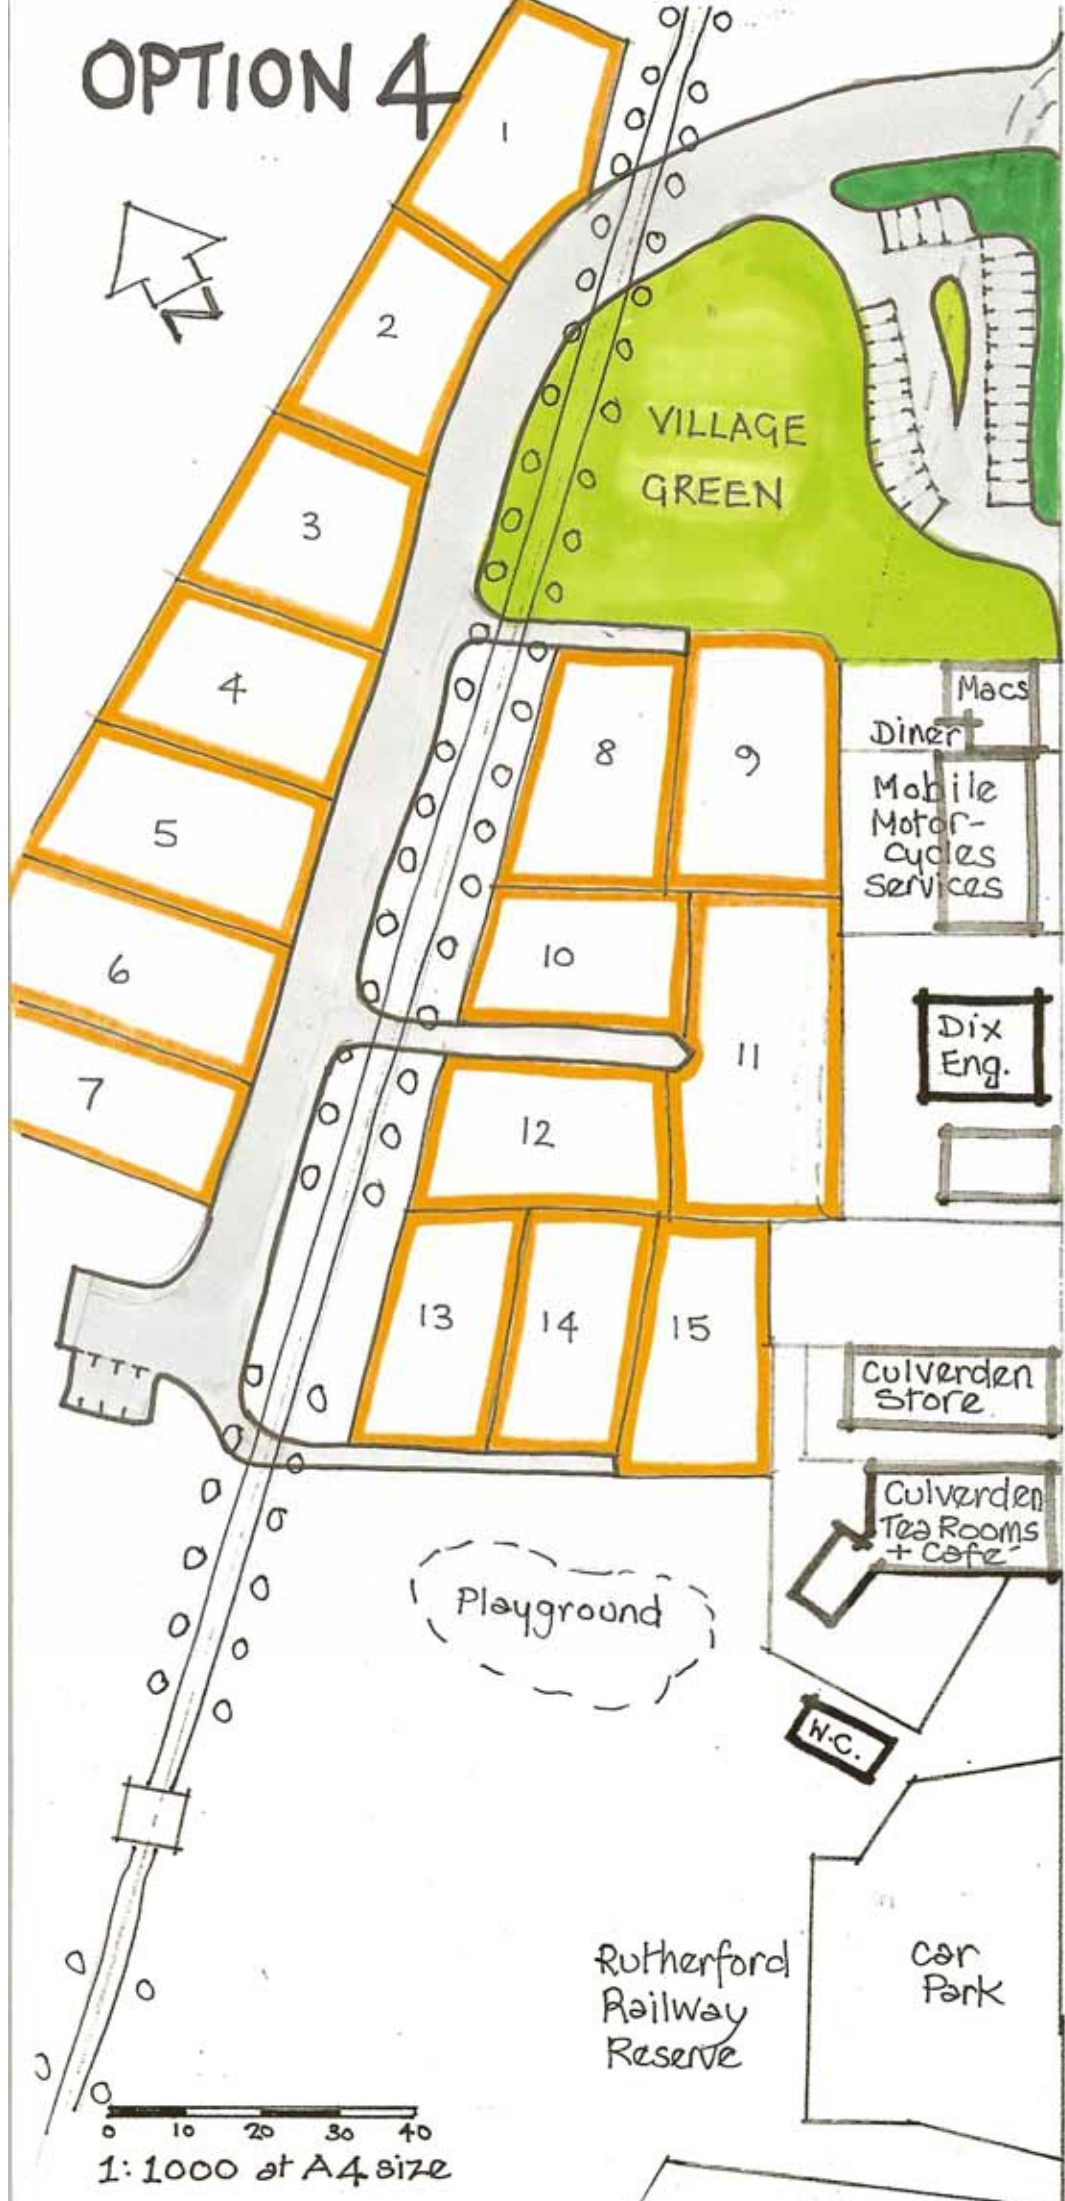 OPTION 4
1
N
2
VILLAGE
GREEN
3
4
Macs
Diner
8
9
Mobile
Motor-
cycles
Services
5
10
6
Dix
Eng.
11
7
12
13
14
15
Culverden
Store
Culverden
Tea Rooms
+ Cafe
Playground
W.C.
Rutherford
Railway
Reserve
Car
Park
0 10 20 30 40
1:1000 at A4 size